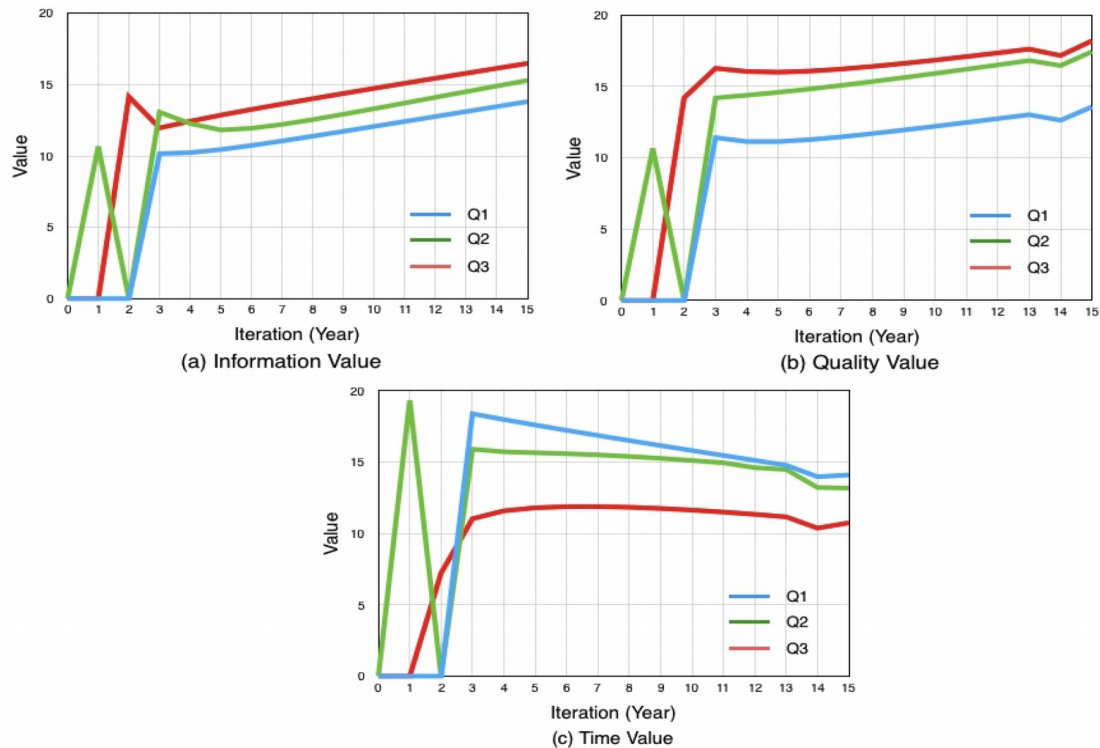 20
15
10
5
0
Value
Q1
Q2
Q3
0 1 2 3 4 5 6 7 8 9 10 11 12 13 14 15
Iteration (Year)
(a) Information Value
20
15
10
5
0
Value
Q1
Q2
Q3
0 1 2 3 4 5 6 7 8 9 10 11 12 13 14 15
Iteration (Year)
(b) Quality Value
20
15
10
5
0
Value
Q1
Q2
Q3
0 1 2 3 4 5 6 7 8 9 10 11 12 13 14 15
Iteration (Year)
(c) Time Value